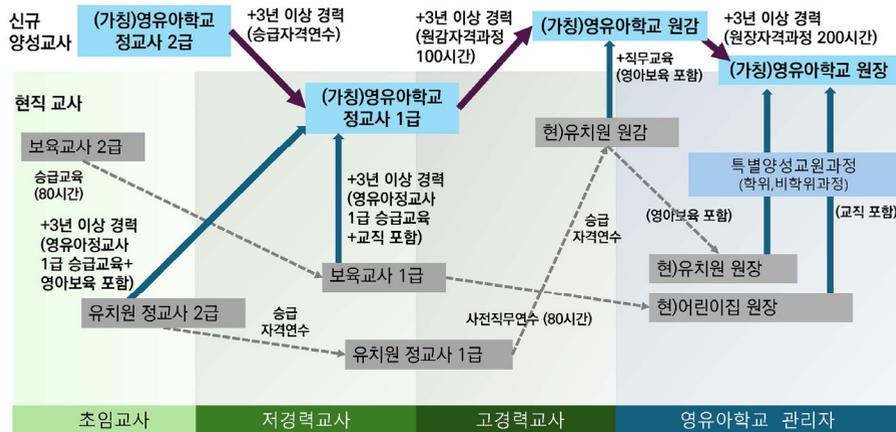 신규
양성교사
(가칭)영유아학교
정교사 2급
+3년 이상 경력
(승급자격연수)
+3년 이상 경력
(원감자격과정
100시간)
(가칭)영유아학교 원감
+3년 이상 경력
(원장자격과정 200시간)
+직무교육
(영아보육 포함)
(가칭)영유아학교 원장
현직 교사
(가칭)영유아학교
정교사 1급
보육교사 2급
현)유치원 원감
승급교육
(80시간)
+3년 이상 경력
(영유아정교사
1급 승급교육
+교직 포함)
특별양성교원과정
(학위,비학위과정)
+3년 이상 경력
(영유아정교사
1급 승급교육+
영아보육 포함)
승급
자격연수
(영아보육 포함)
(교직 포함)
보육교사 1급
현)유치원 원장
유치원 정교사 2급
승급
자격연수
사전직무연수 (80시간)
현)어린이집 원장
유치원 정교사 1급
초임교사
저경력교사
고경력교사
영유아학교 관리자